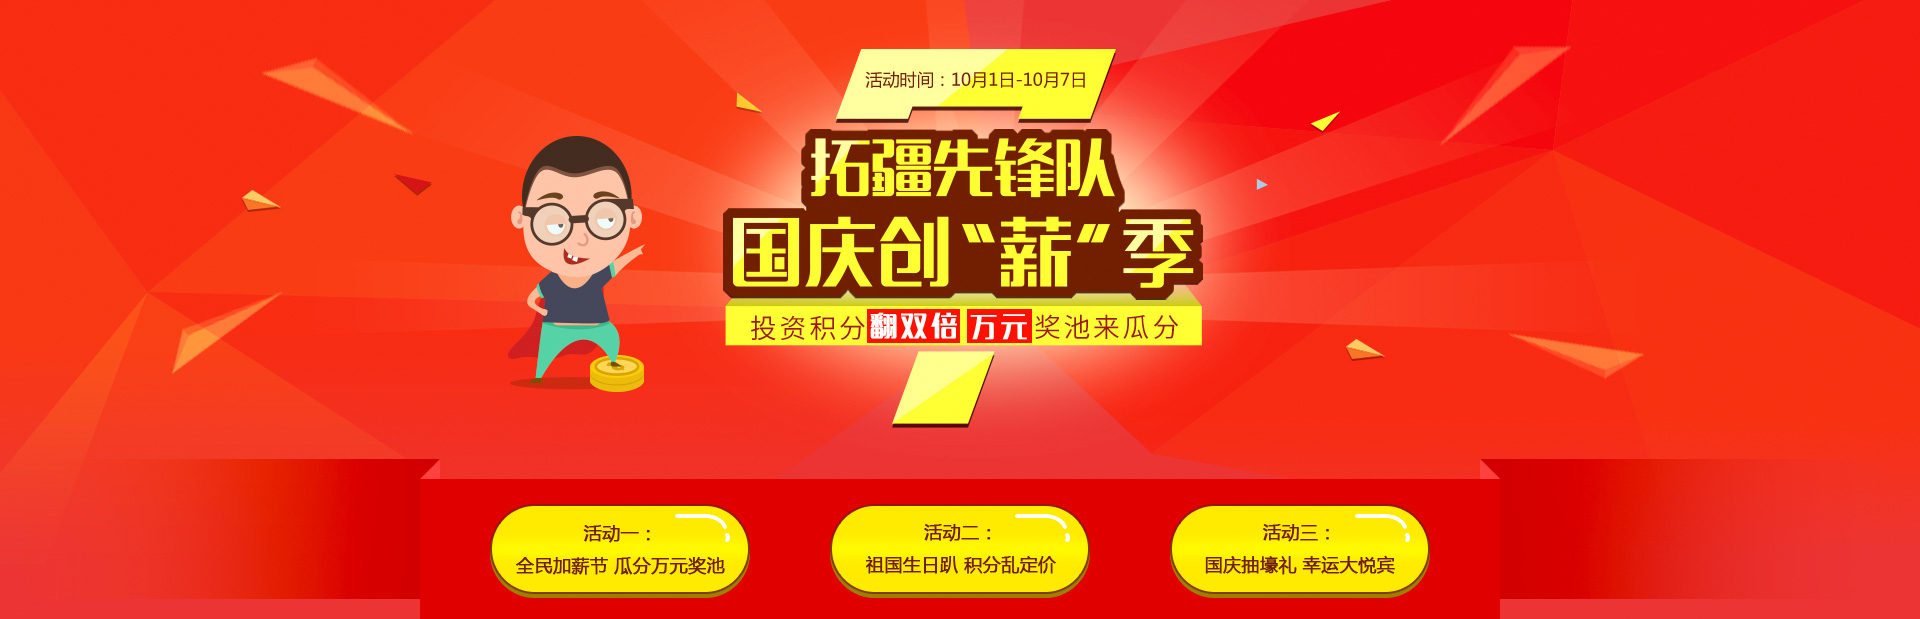 活动时间：10月1日-10月7日
拓疆先锋队
国庆创“薪”季
投资积分翻双倍 万元奖池来瓜分
活动一：
全民加薪节 瓜分万元奖池
活动二：
祖国生日趴 积分乱定价
活动三：
国庆抽壕礼 幸运大悦宾